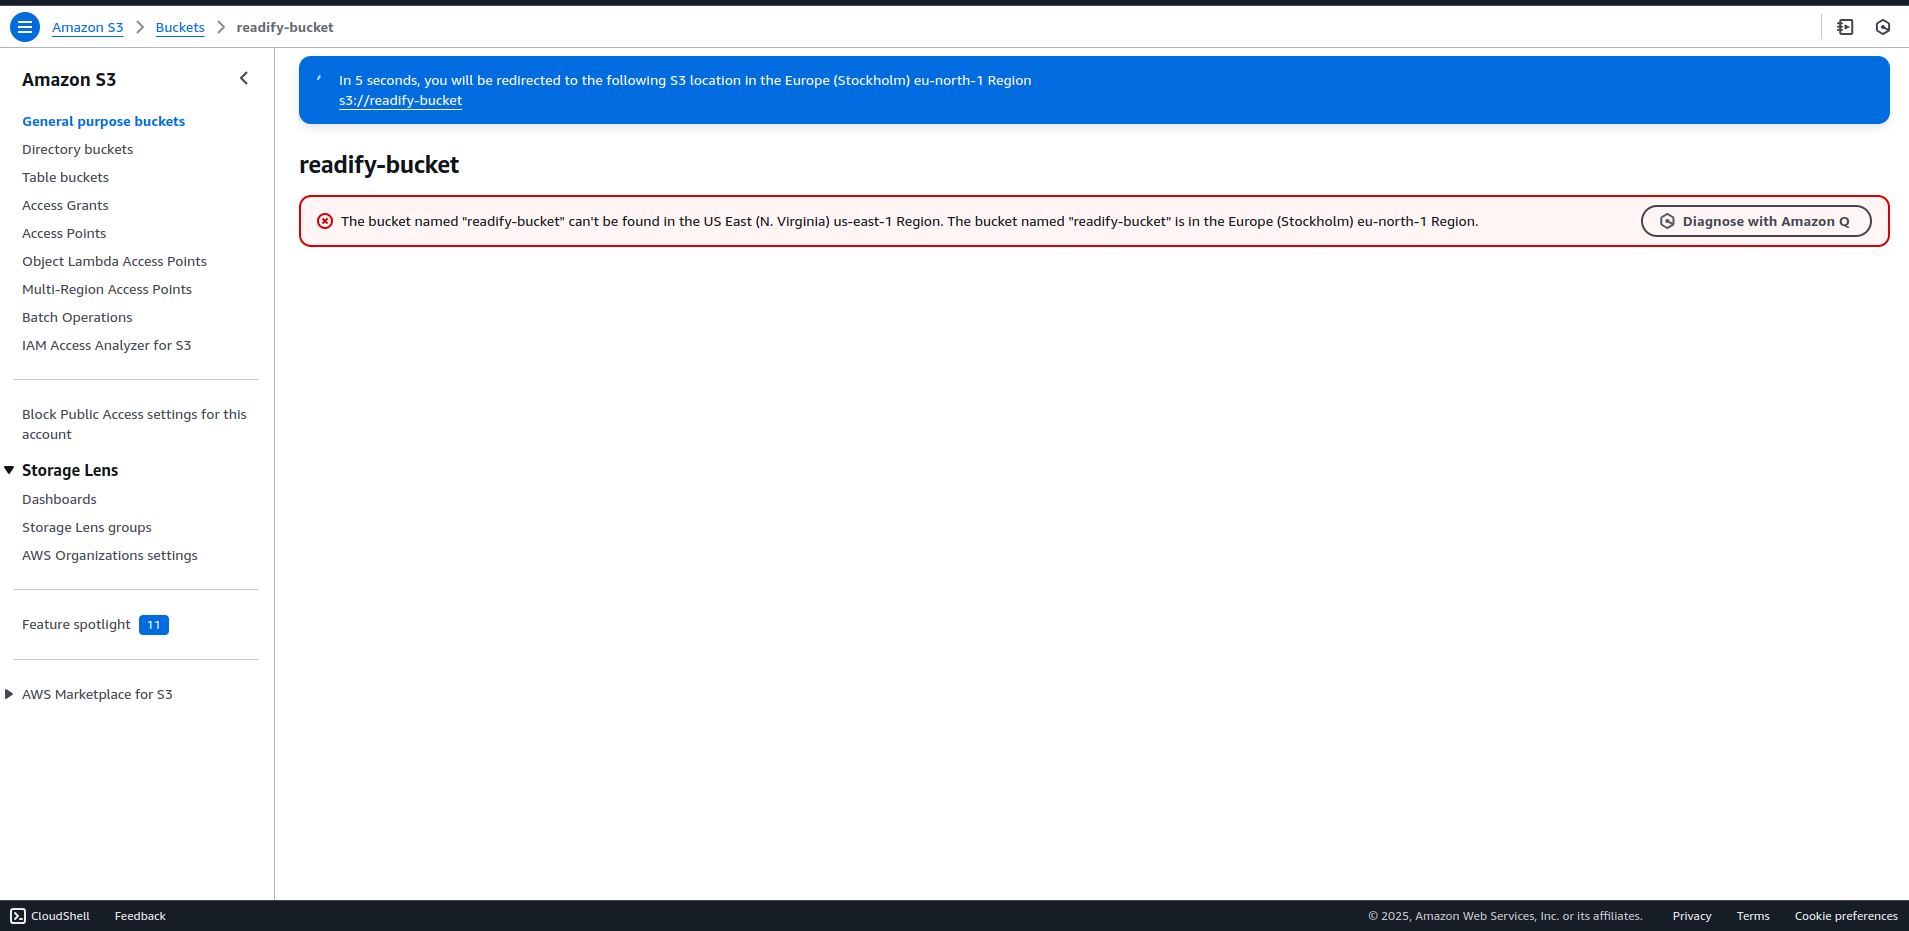 Amazon S3 > Buckets > readify-bucket
Amazon S3
General purpose buckets
Directory buckets
Table buckets
Access Grants
Access Points
Object Lambda Access Points
Multi-Region Access Points
Batch Operations
IAM Access Analyzer for S3
Block Public Access settings for this
account
Storage Lens
Dashboards
Storage Lens groups
AWS Organizations settings
Feature spotlight 11
AWS Marketplace for S3
In 5 seconds, you will be redirected to the following S3 location in the Europe (Stockholm) eu-north-1 Region
s3://readify-bucket
readify-bucket
The bucket named "readify-bucket" can't be found in the US East (N. Virginia) us-east-1 Region. The bucket named "readify-bucket" is in the Europe (Stockholm) eu-north-1 Region.
Diagnose with Amazon Q
CloudShell Feedback © 2025, Amazon Web Services, Inc. or its affiliates. Privacy Terms Cookie preferences